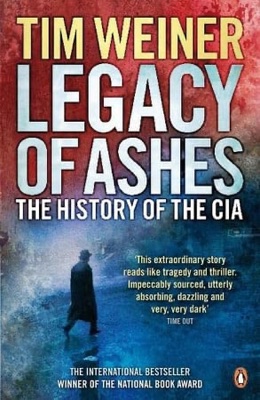 TIM WEINER
LEGACY
OF ASHES
THE HISTORY OF THE CIA
'This extraordinary story
reads like tragedy and thriller.
Impeccably sourced, utterly
absorbing, dazzling and
very, very dark'
TIME OUT
THE INTERNATIONAL BESTSELLER
WINNER OF THE NATIONAL BOOK AWARD